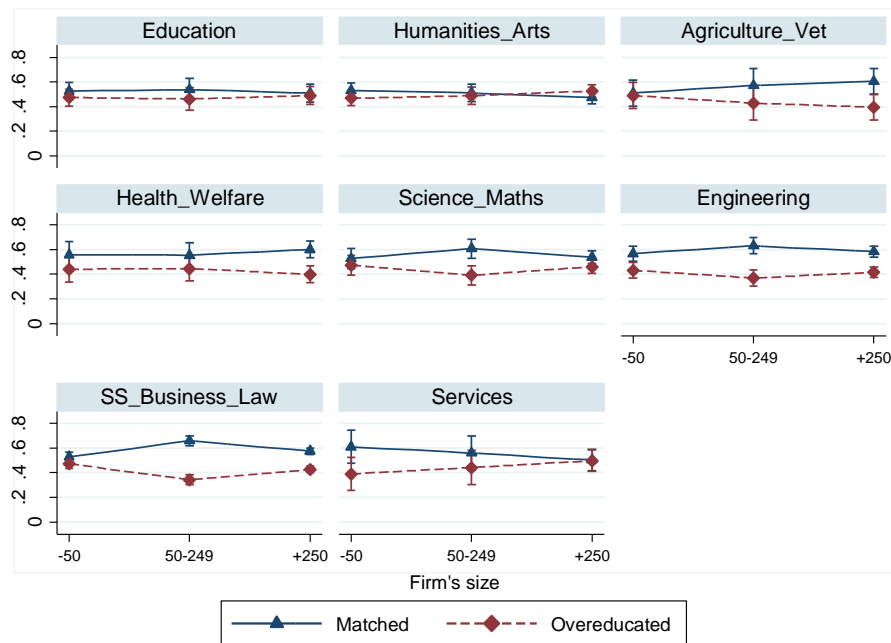 Education
Humanities_Arts
Agriculture_Vet
0 .2 .4 .6 .8
Health_Welfare
Science_Maths
Engineering
0 .2 .4 .6 .8
-50 50-249 +250
SS_Business_Law
Services
0 .2 .4 .6 .8
-50 50-249 +250
-50 50-249 +250
Firm's size
Matched
Overeducated